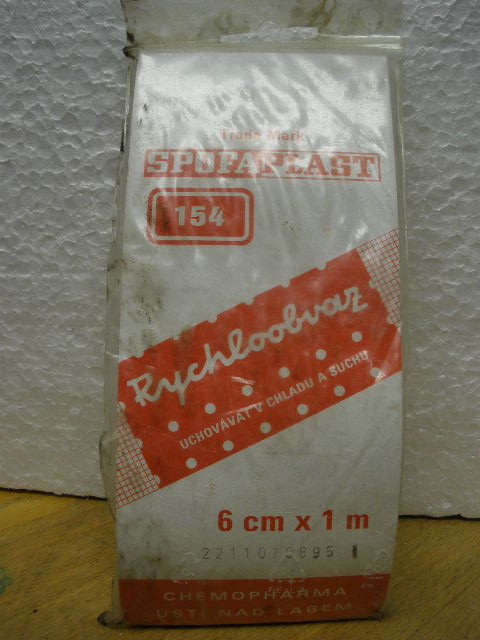 Trade Mark
SPOFAPLAST
154
Rychloobvaz
UCHOVÁVAT V CHLADU A SUCHU
6 cm x 1 m
CHEMOPHARMA
ÚSTÍ NAD LABEM